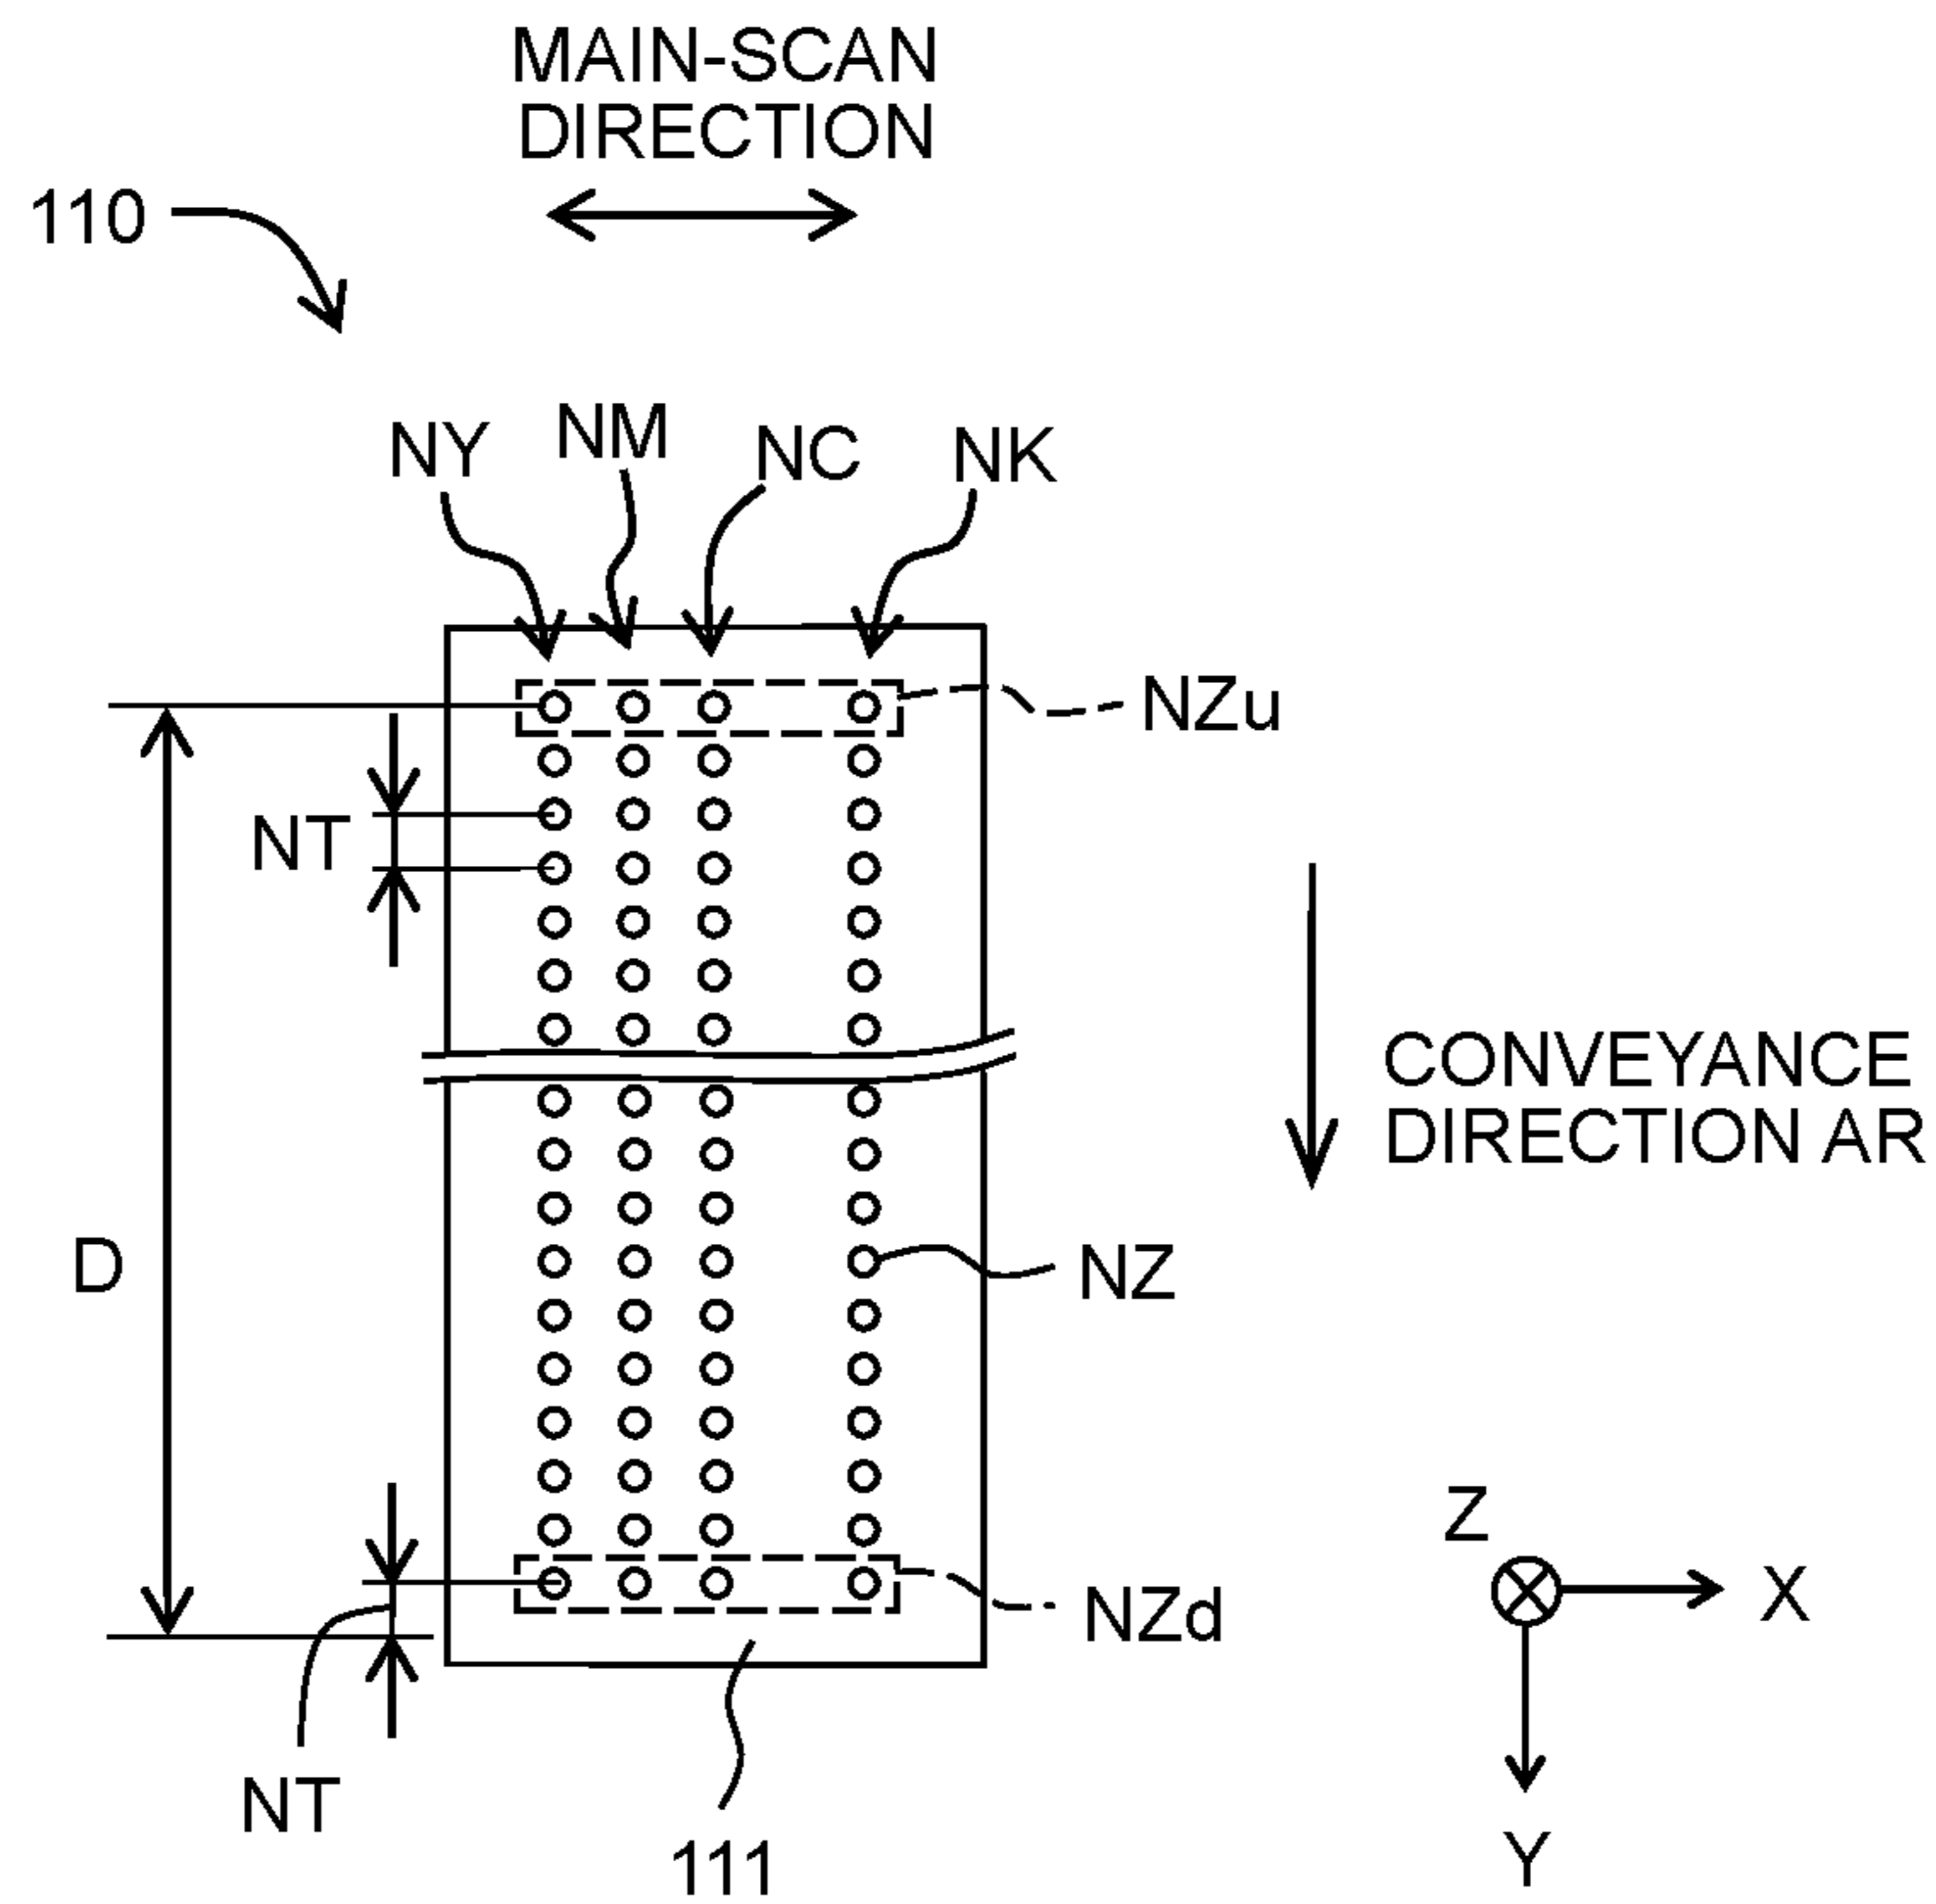 MAIN-SCAN
DIRECTION
110
NY
NM
NC
NK
NZu
NT
CONVEYANCE
DIRECTION AR
D
NZ
Z
X
NZd
NT
111
Y